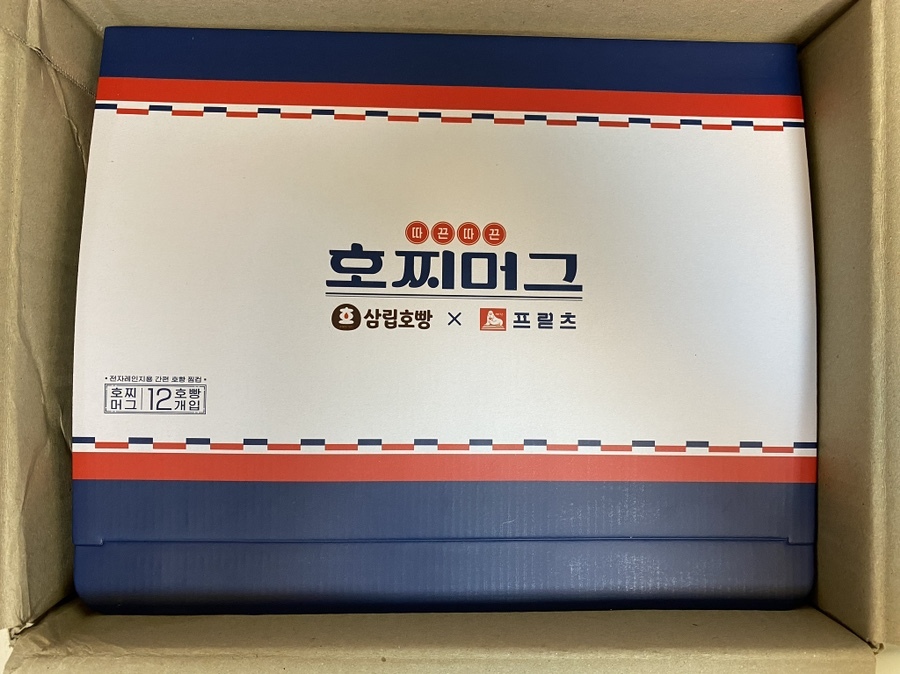 따끈따끈
호찌머그
삼립호빵 × 프릳츠
• 전자레인지용 간편 호빵 찜컵 •
호찌머그 | 12 호빵개입